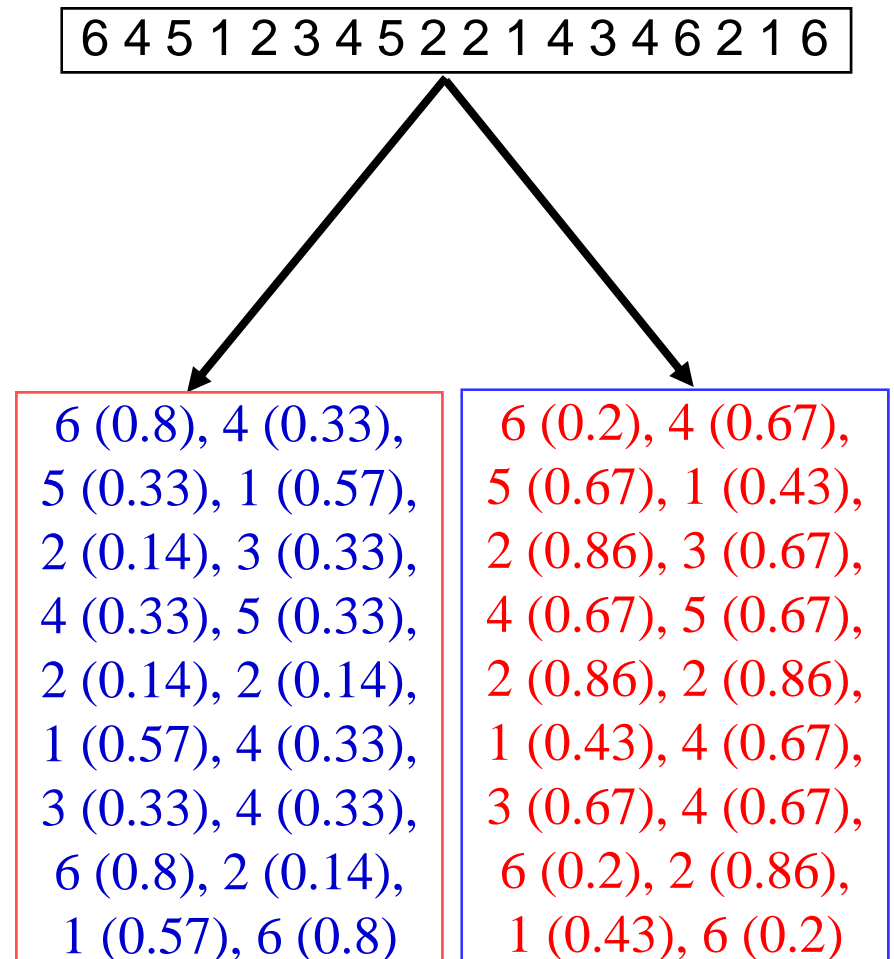 6 4 5 1 2 3 4 5 2 2 1 4 3 4 6 2 1 6
6 (0.8), 4 (0.33),
5 (0.33), 1 (0.57),
2 (0.14), 3 (0.33),
4 (0.33), 5 (0.33),
2 (0.14), 2 (0.14),
1 (0.57), 4 (0.33),
3 (0.33), 4 (0.33),
6 (0.8), 2 (0.14),
1 (0.57), 6 (0.8)
6 (0.2), 4 (0.67),
5 (0.67), 1 (0.43),
2 (0.86), 3 (0.67),
4 (0.67), 5 (0.67),
2 (0.86), 2 (0.86),
1 (0.43), 4 (0.67),
3 (0.67), 4 (0.67),
6 (0.2), 2 (0.86),
1 (0.43), 6 (0.2)